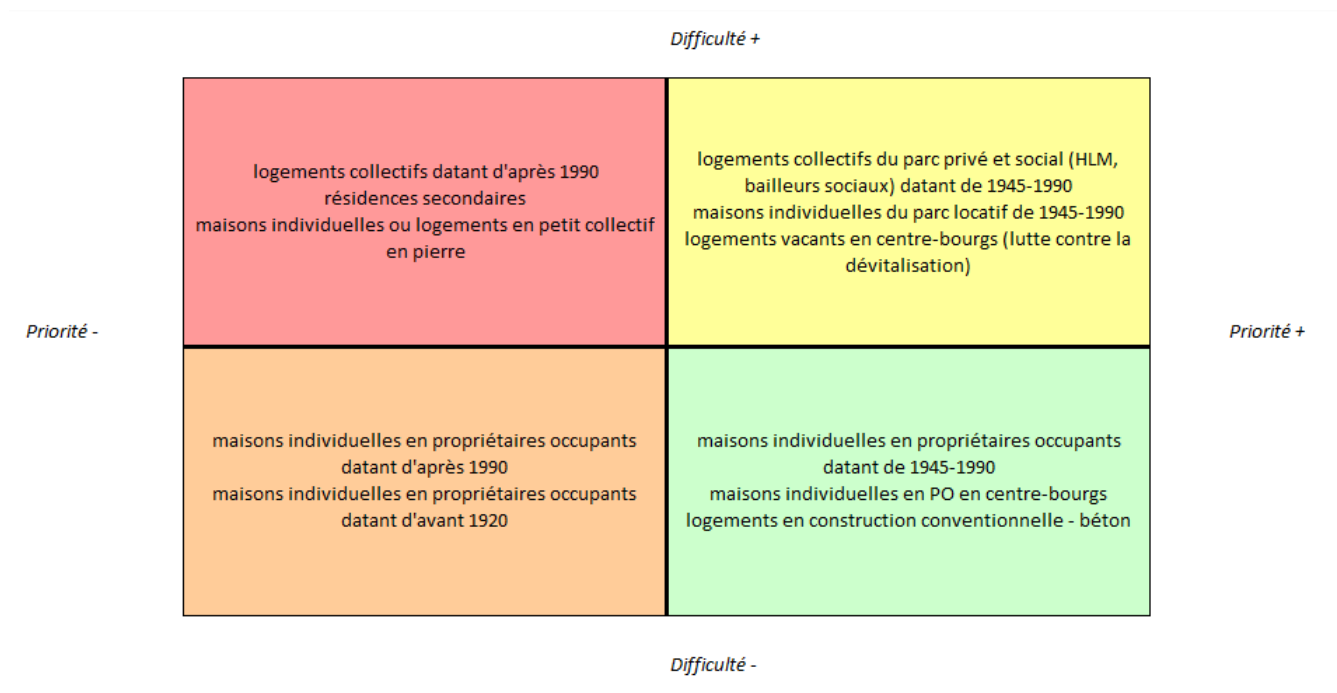 Difficulté +
logements collectifs datant d'après 1990
résidences secondaires
maisons individuelles ou logements en petit collectif
en pierre
logements collectifs du parc privé et social (HLM,
bailleurs sociaux) datant de 1945-1990
maisons individuelles du parc locatif de 1945-1990
logements vacants en centre-bourgs (lutte contre la
dévitalisation)
Priorité -
Priorité +
maisons individuelles en propriétaires occupants
datant d'après 1990
maisons individuelles en propriétaires occupants
datant d'avant 1920
maisons individuelles en propriétaires occupants
datant de 1945-1990
maisons individuelles en PO en centre-bourgs
logements en construction conventionnelle - béton
Difficulté -